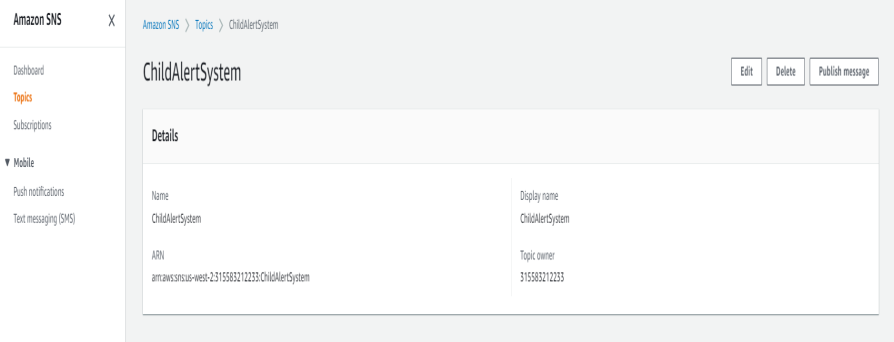 Amazon SNS X
Amazon SNS > Topics > ChildAlertSystem
Dashboard
Topics
Subscriptions
▼ Mobile
Push notifications
Text messaging (SMS)
ChildAlertSystem
Edit
Delete
Publish message
Details
Name
ChildAlertSystem
Display name
ChildAlertSystem
ARN
arn:aws:sns:us-west-2:315583212233:ChildAlertSystem
Topic owner
315583212233